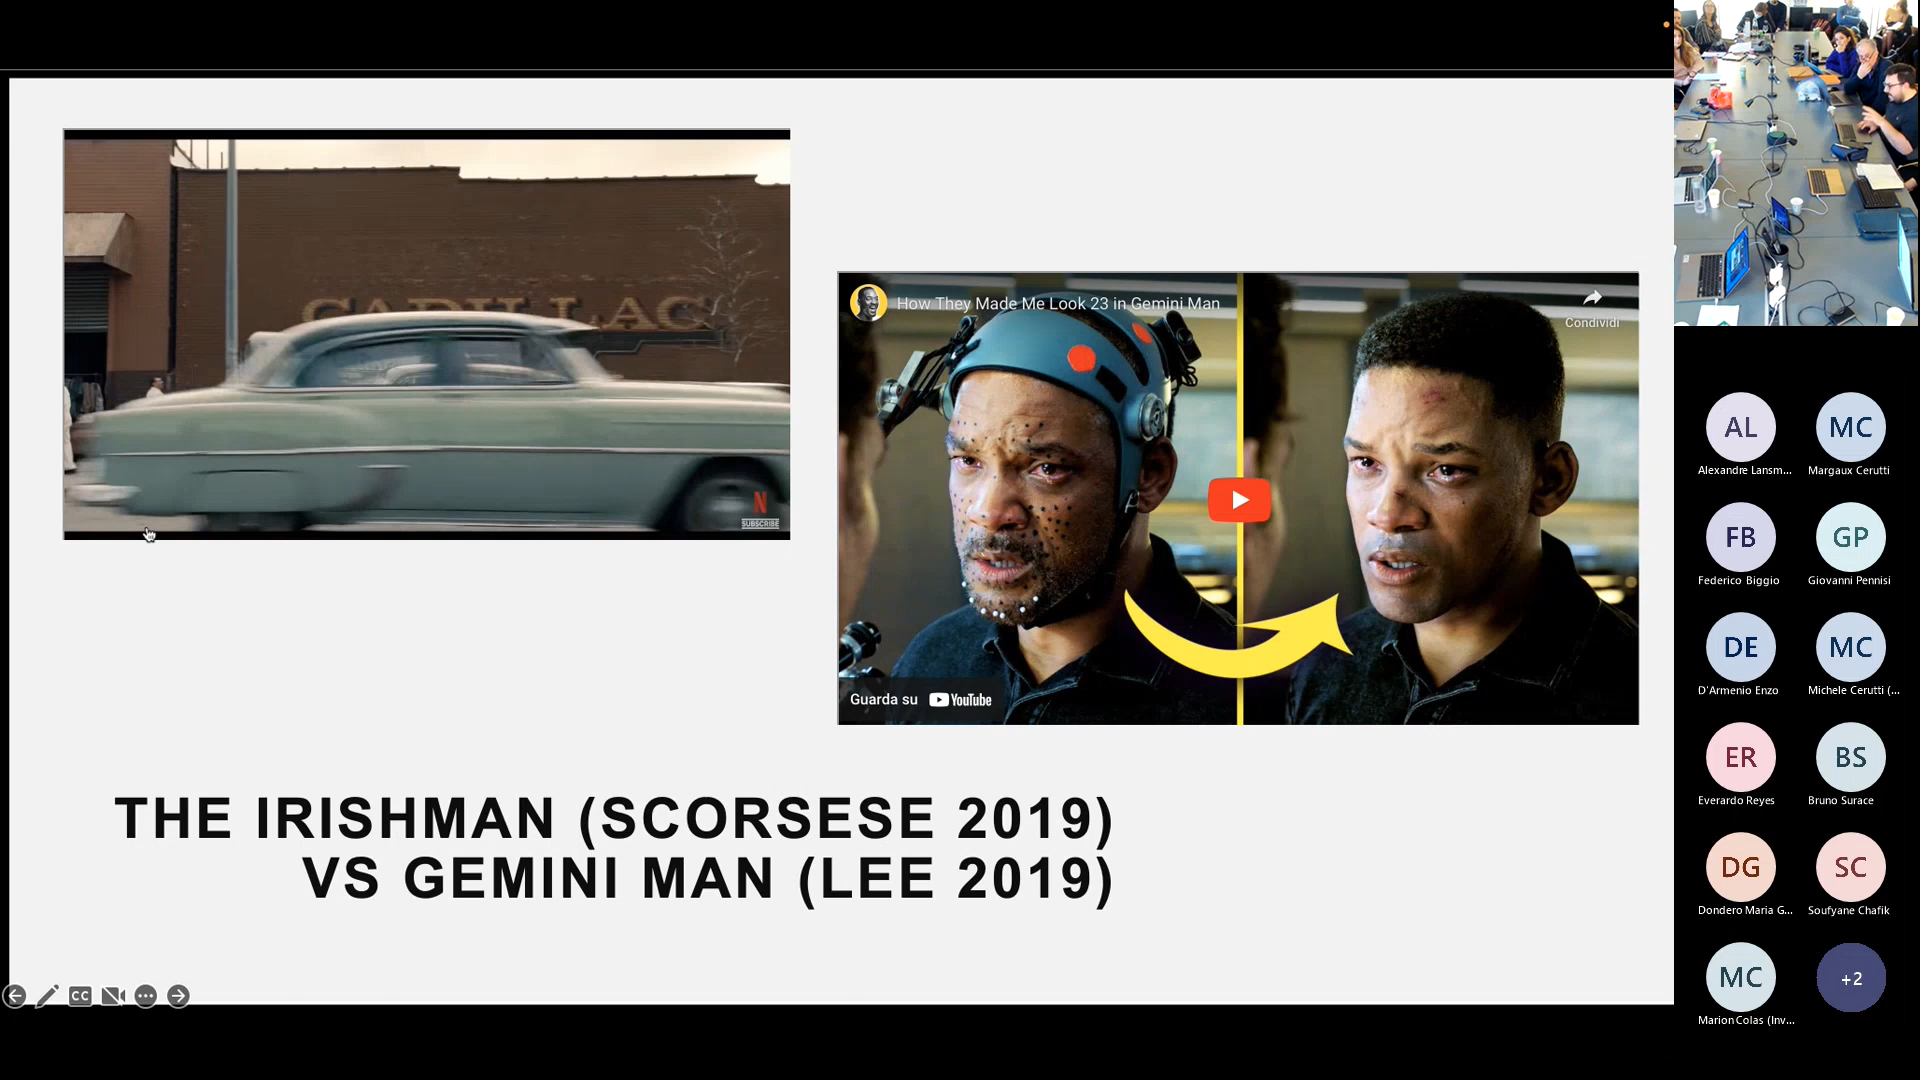 CADILLAC
N
SUBSCRIBE
How They Made Me Look 23 in Gemini Man
Condividi
Guarda su YouTube
THE IRISHMAN (SCORSESE 2019)
VS GEMINI MAN (LEE 2019)
CC
AL
Alexandre Lansm...
MC
Margaux Cerutti
FB
Federico Biggio
GP
Giovanni Pennisi
DE
D'Armenio Enzo
MC
Michele Cerutti (...
ER
Everardo Reyes
BS
Bruno Surace
DG
Dondero Maria G...
SC
Soufyane Chafik
MC
Marion Colas (Inv...
+2